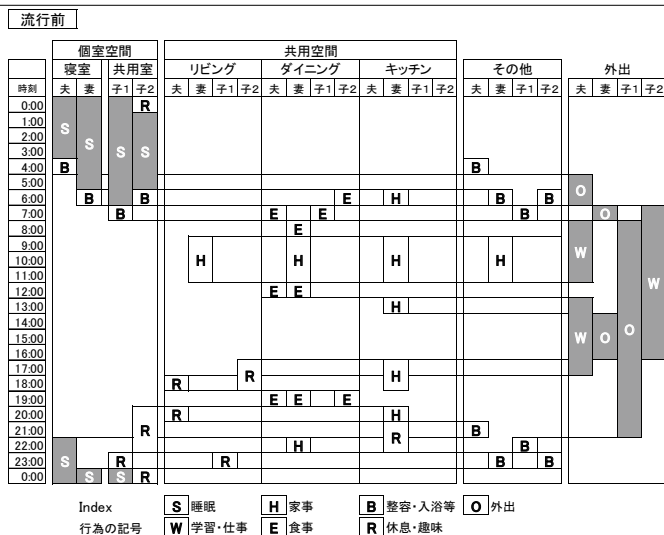 流行前
個室空間 共用空間
寝室 共用室 リビング ダイニング キッチン その他 外出
時刻 夫 妻 子1 子2 夫 妻 子1 子2 夫 妻 子1 子2 夫 妻 子1 子2 夫 妻 子1 子2 夫 妻 子1 子2
0:00 R
1:00
2:00 S S
3:00 S S
4:00 B B
5:00
6:00 B B E H B B O
7:00 B E E B O
8:00 E
9:00
10:00 H H H H W
11:00 W
12:00 E E
13:00 H
14:00
15:00 W O O
16:00
17:00 R H
18:00 R
19:00 E E E
20:00 R H
21:00 R R B
22:00 H B
23:00 S R R B B
0:00 S S R
Index S 睡眠 H 家事 B 整容・入浴等 O 外出
行為の記号 W 学習・仕事 E 食事 R 休息・趣味